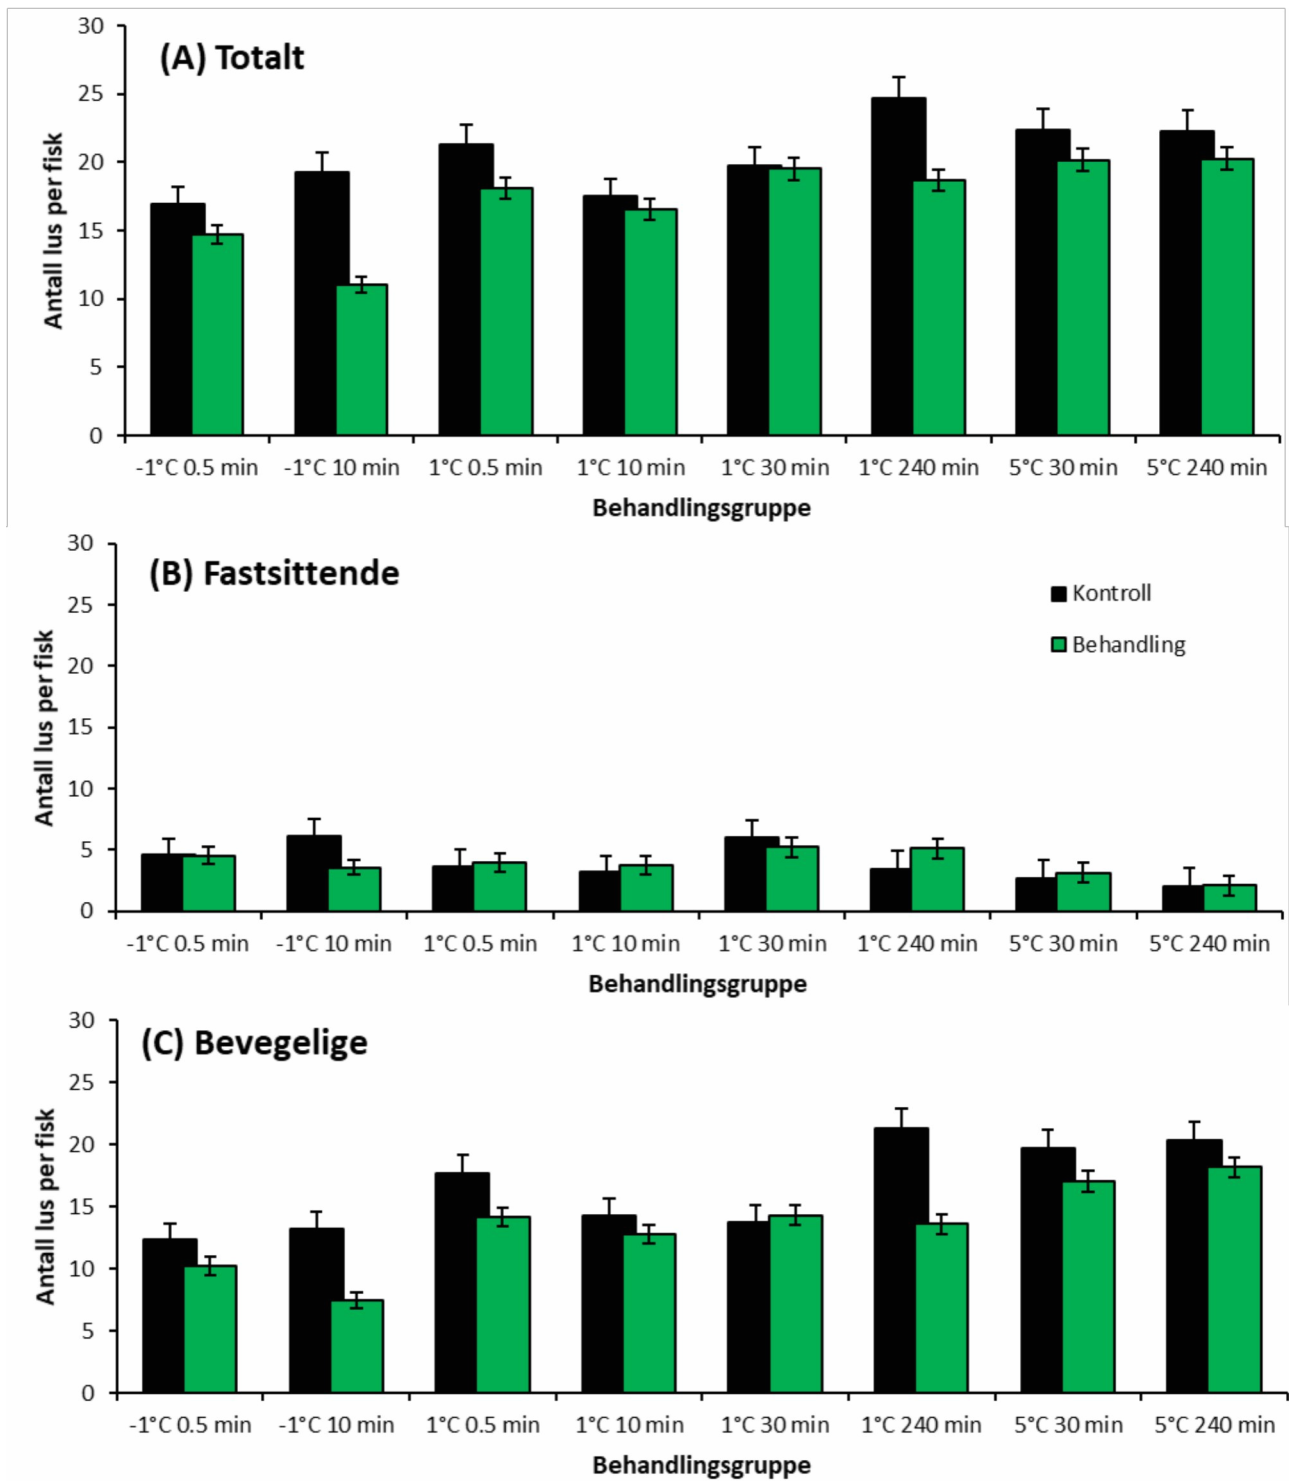 (A) Totalt
Antall lus per fisk
30
25
20
15
10
5
0
-1°C 0.5 min -1°C 10 min 1°C 0.5 min 1°C 10 min 1°C 30 min 1°C 240 min 5°C 30 min 5°C 240 min
Behandlingsgruppe
(B) Fastsittende
Antall lus per fisk
30
25
20
15
10
5
0
Kontroll
Behandling
-1°C 0.5 min -1°C 10 min 1°C 0.5 min 1°C 10 min 1°C 30 min 1°C 240 min 5°C 30 min 5°C 240 min
Behandlingsgruppe
(C) Bevegelige
Antall lus per fisk
30
25
20
15
10
5
0
-1°C 0.5 min -1°C 10 min 1°C 0.5 min 1°C 10 min 1°C 30 min 1°C 240 min 5°C 30 min 5°C 240 min
Behandlingsgruppe